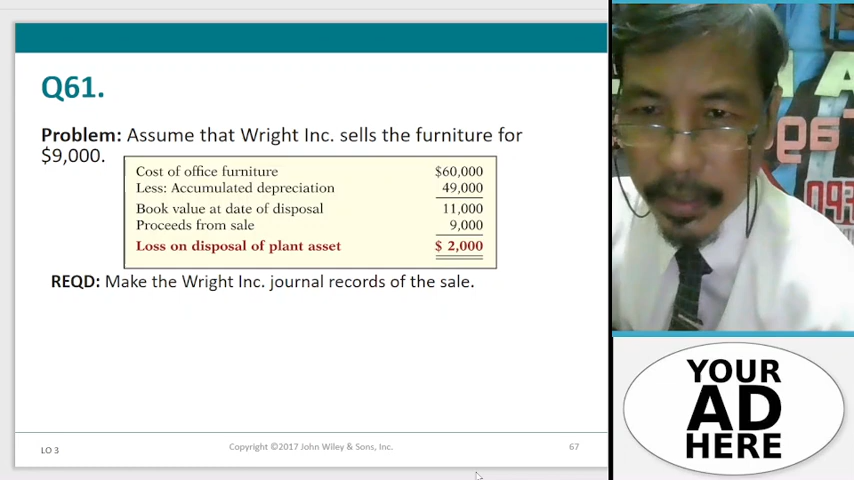 Q61.
Problem: Assume that Wright Inc. sells the furniture for
$9,000.
Cost of office furniture $60,000
Less: Accumulated depreciation 49,000
Book value at date of disposal 11,000
Proceeds from sale 9,000
Loss on disposal of plant asset $ 2,000
REQD: Make the Wright Inc. journal records of the sale.
LO 3 Copyright ©2017 John Wiley & Sons, Inc. 67
YOUR
AD
HERE